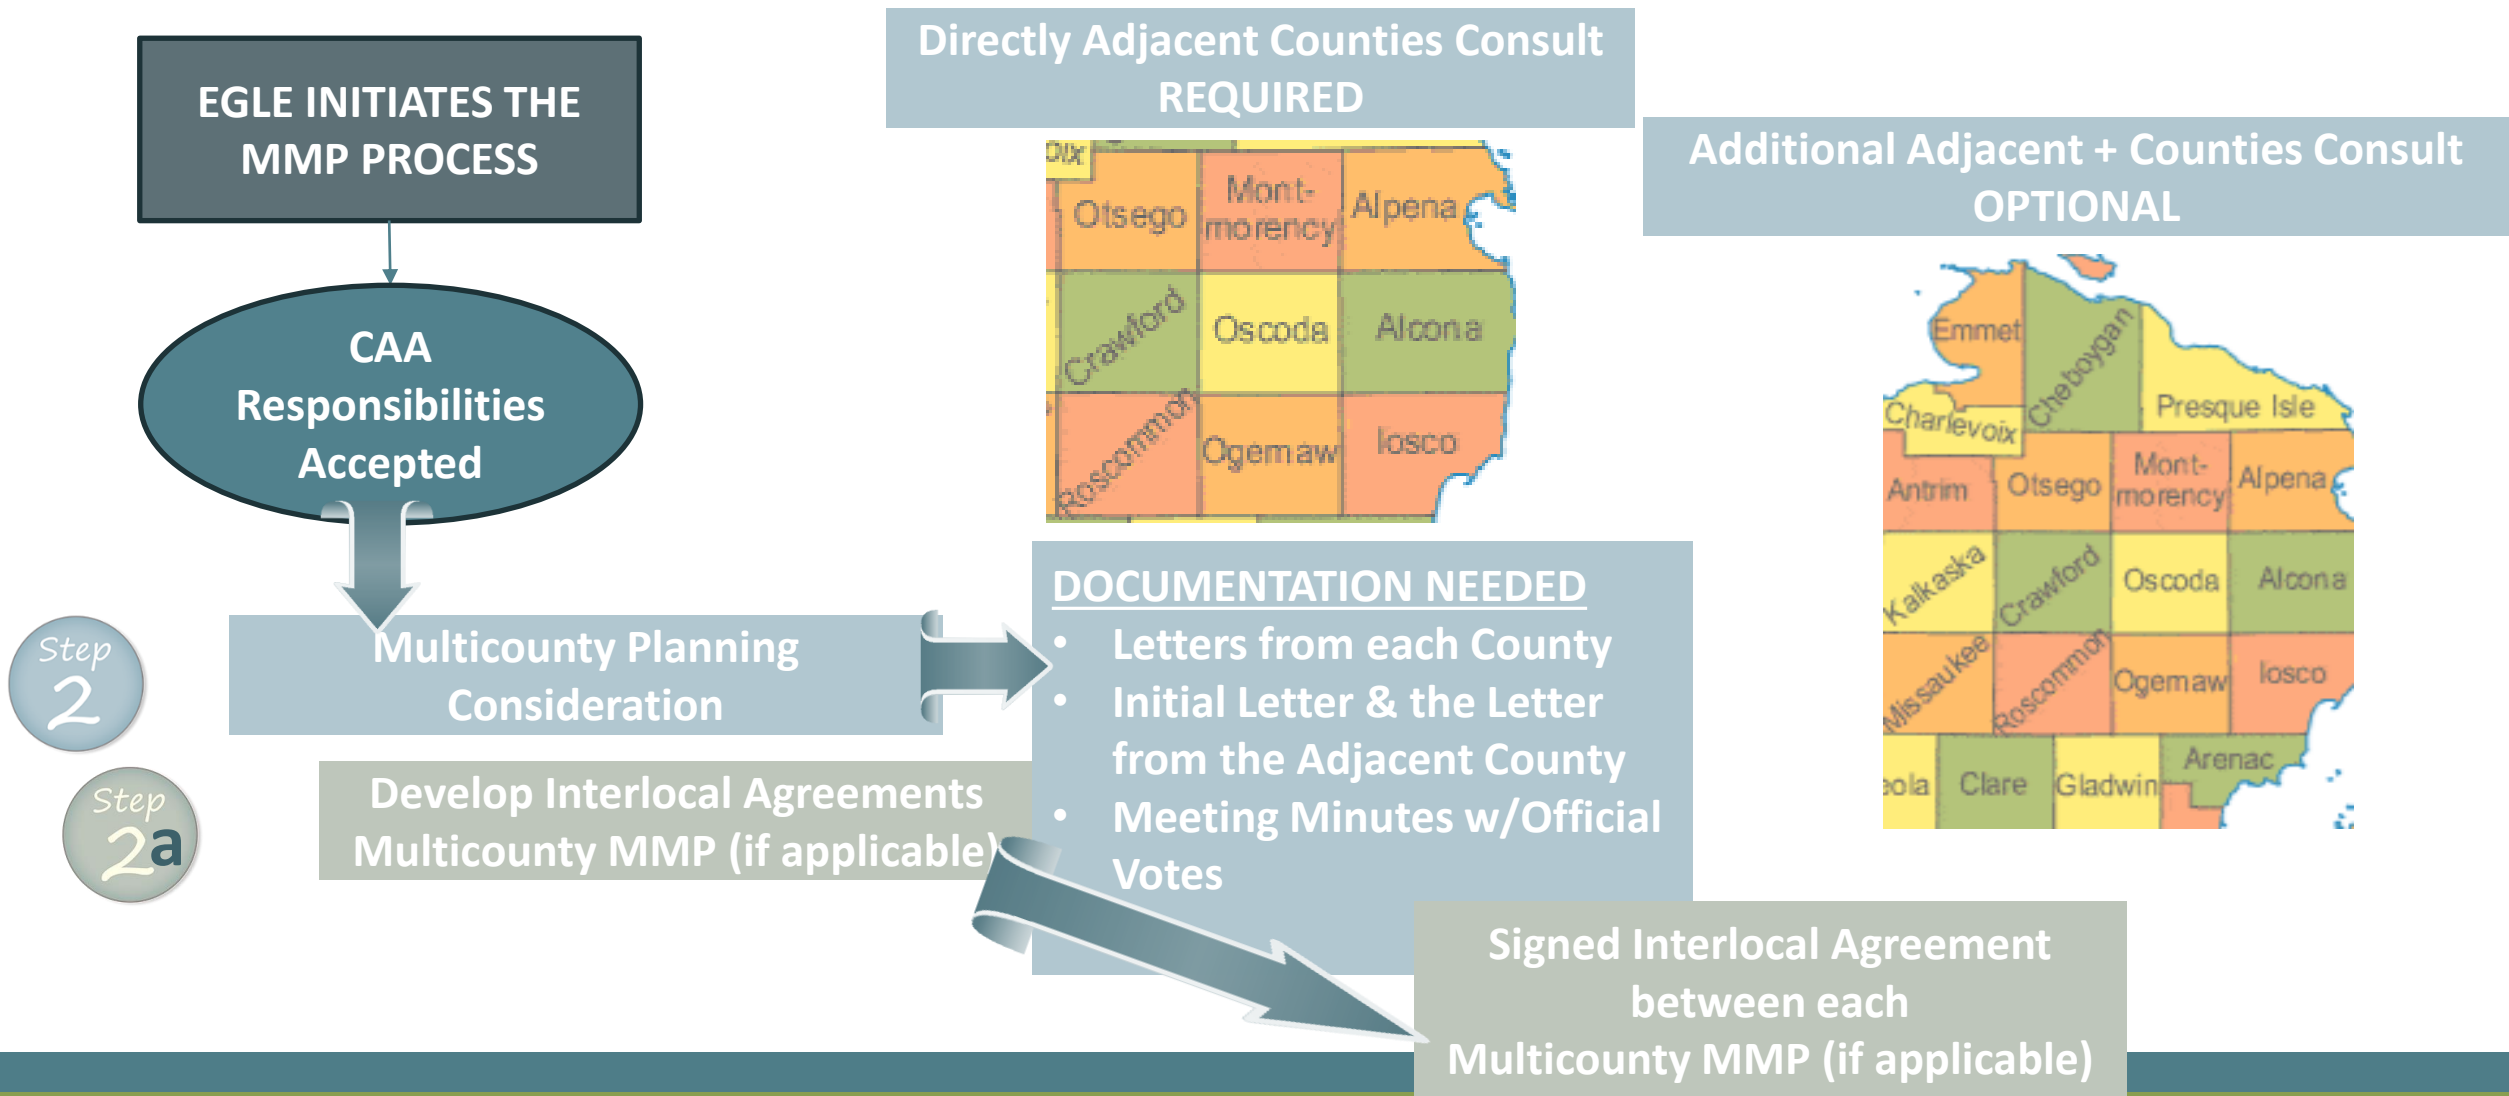 EGLE INITIATES THE
MMP PROCESS
CAA
Responsibilities
Accepted
Step
2
Multicounty Planning
Consideration
Step
2a
Develop Interlocal Agreements
Multicounty MMP (if applicable)
Directly Adjacent Counties Consult
REQUIRED
oix
Otsego
Mont-
morency
Alpena
Crawford
Oscoda
Alcona
Roscommon
Ogemaw
Iosco
DOCUMENTATION NEEDED
• Letters from each County
• Initial Letter & the Letter
from the Adjacent County
• Meeting Minutes w/Official
Votes
Signed Interlocal Agreement
between each
Multicounty MMP (if applicable)
Additional Adjacent + Counties Consult
OPTIONAL
Emmet
Cheboygan
Presque Isle
Charlevoix
Antrim
Otsego
Mont-
morency
Alpena
Kalkaska
Crawford
Oscoda
Alcona
Missaukee
Roscommon
Ogemaw
Iosco
eola
Clare
Gladwin
Arenac